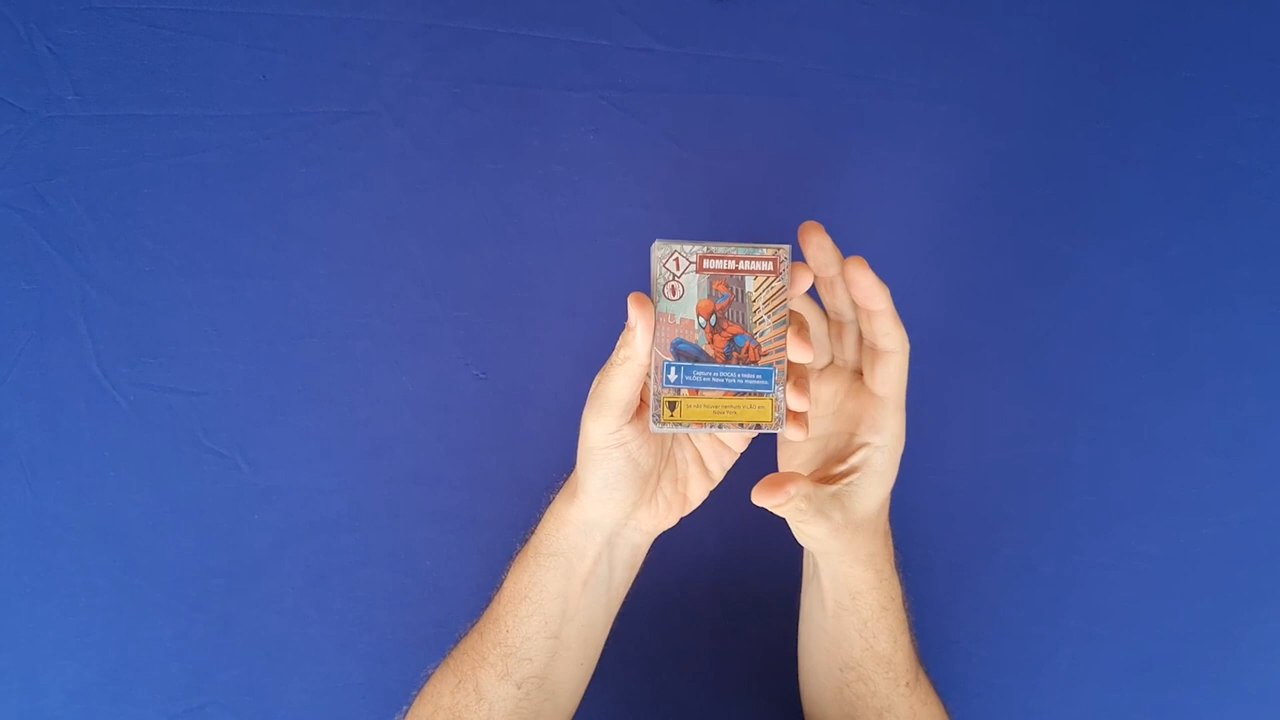 1
HOMEM-ARANHA
Capture as DOCAS e todos os
VILÕES em Nova York no momento.
Se não houver nenhum VILÃO em
Nova York